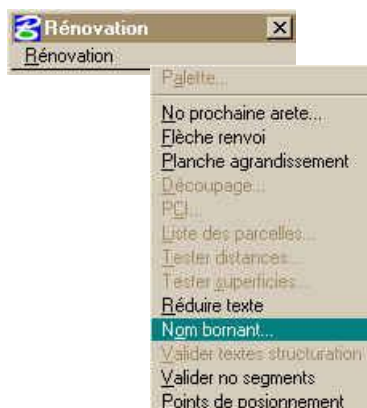 Rénovation
Rénovation
Palette...
No prochaine arete...
Flèche renvoi
Planche agrandissement
Découpage...
PCI...
Liste des parcelles...
Tester distances...
Tester superficies...
Réduire texte
Nom bornant...
Valider textes structuration
Valider no segments
Points de posionnement